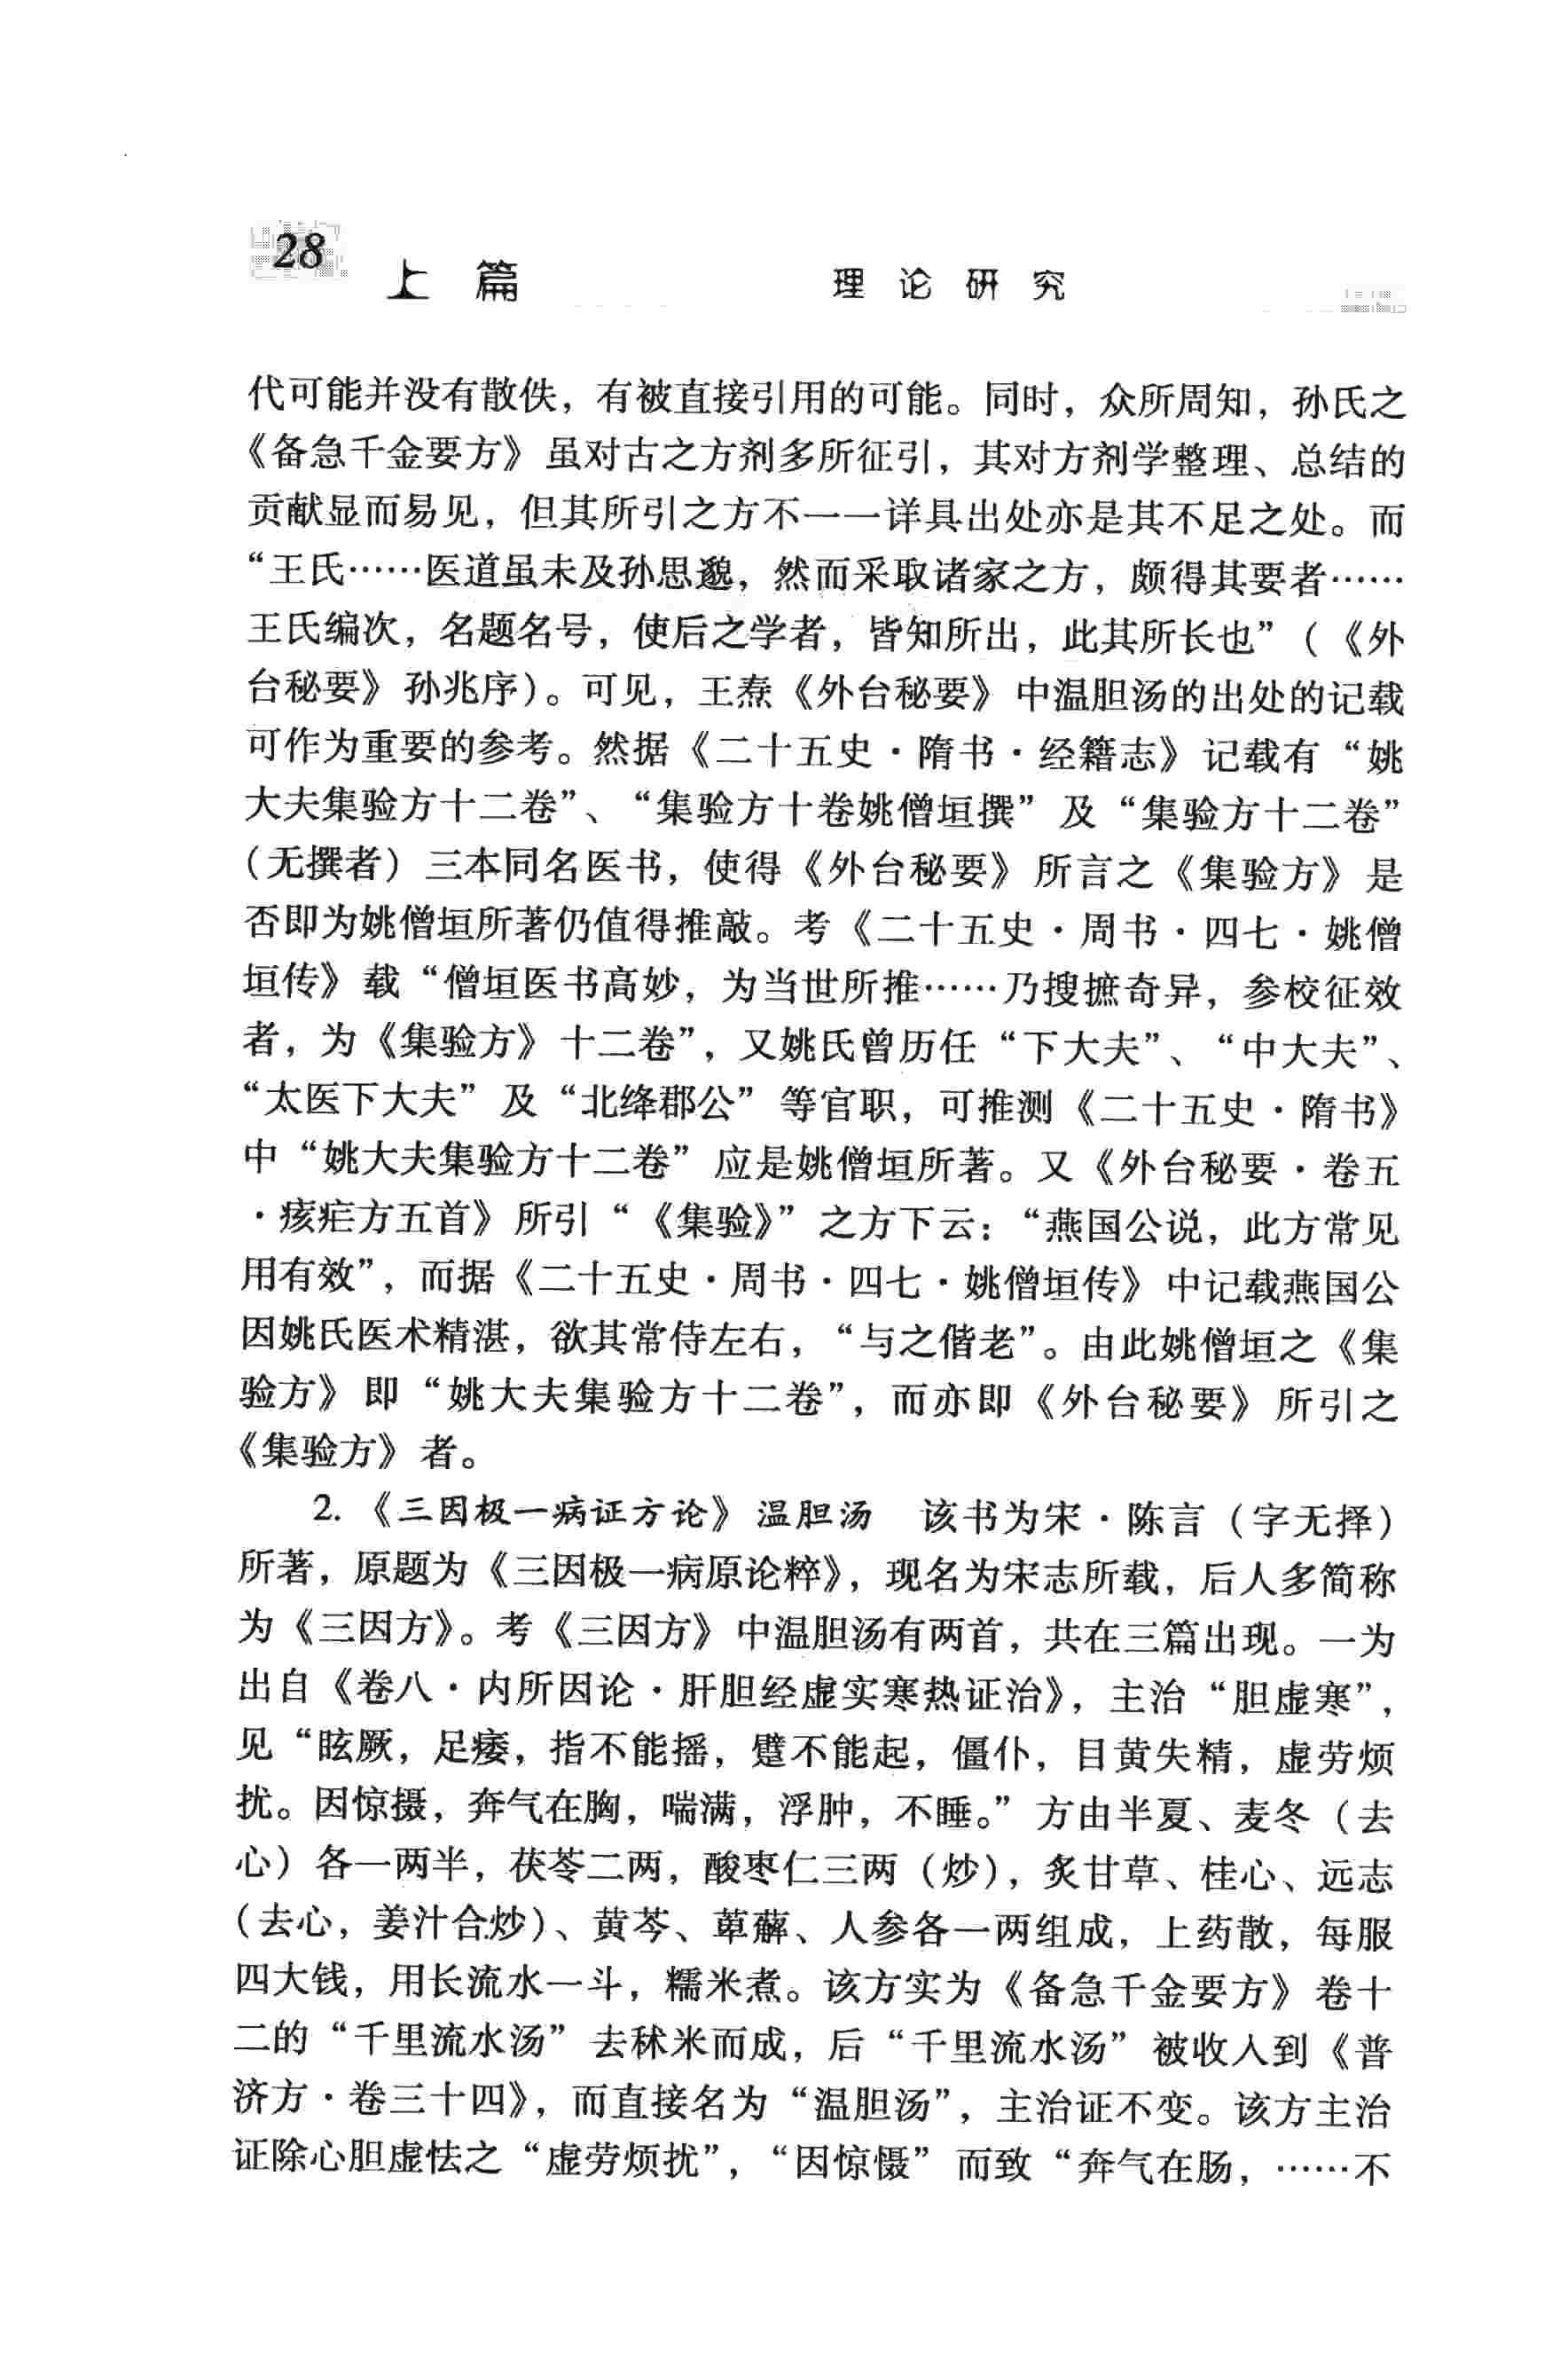 28
上 篇 理 论 研 究
代可能并没有散佚，有被直接引用的可能。同时，众所周知，孙氏之
《备急千金要方》虽对古之方剂多所征引，其对方剂学整理、总结的
贡献显而易见，但其所引之方不一一详具出处亦是其不足之处。而
“王氏……医道虽未及孙思邈，然而采取诸家之方，颇得其要者……
王氏编次，名题名号，使后之学者，皆知所出，此其所长也”（《外
台秘要》孙兆序）。可见，王焘《外台秘要》中温胆汤的出处的记载
可作为重要的参考。然据《二十五史·隋书·经籍志》记载有“姚
大夫集验方十二卷”、“集验方十卷姚僧垣撰”及“集验方十二卷”
（无撰者）三本同名医书，使得《外台秘要》所言之《集验方》是
否即为姚僧垣所著仍值得推敲。考《二十五史·周书·四七·姚僧
垣传》载“僧垣医书高妙，为当世所推……乃搜摭奇异，参校征效
者，为《集验方》十二卷”，又姚氏曾历任“下大夫”、“中大夫”、
“太医下大夫”及“北绛郡公”等官职，可推测《二十五史·隋书》
中“姚大夫集验方十二卷”应是姚僧垣所著。又《外台秘要·卷五
·痎疟方五首》所引“《集验》”之方下云：“燕国公说，此方常见
用有效”，而据《二十五史·周书·四七·姚僧垣传》中记载燕国公
因姚氏医术精湛，欲其常侍左右，“与之偕老”。由此姚僧垣之《集
验方》即“姚大夫集验方十二卷”，而亦即《外台秘要》所引之
《集验方》者。
2. 《三因极一病证方论》温胆汤 该书为宋·陈言（字无择）
所著，原题为《三因极一病原论粹》，现名为宋志所载，后人多简称
为《三因方》。考《三因方》中温胆汤有两首，共在三篇出现。一为
出自《卷八·内所因论·肝胆经虚实寒热证治》，主治“胆虚寒”，
见“眩厥，足痿，指不能摇，躄不能起，僵仆，目黄失精，虚劳烦
扰。因惊摄，奔气在胸，喘满，浮肿，不睡。”方由半夏、麦冬（去
心）各一两半，茯苓二两，酸枣仁三两（炒），炙甘草、桂心、远志
（去心，姜汁合炒）、黄芩、萆薢、人参各一两组成，上药散，每服
四大钱，用长流水一斗，糯米煮。该方实为《备急千金要方》卷十
二的“千里流水汤”去秫米而成，后“千里流水汤”被收入到《普
济方·卷三十四》，而直接名为“温胆汤”，主治证不变。该方主治
证除心胆虚怯之“虚劳烦扰”，“因惊慑”而致“奔气在肠，……不